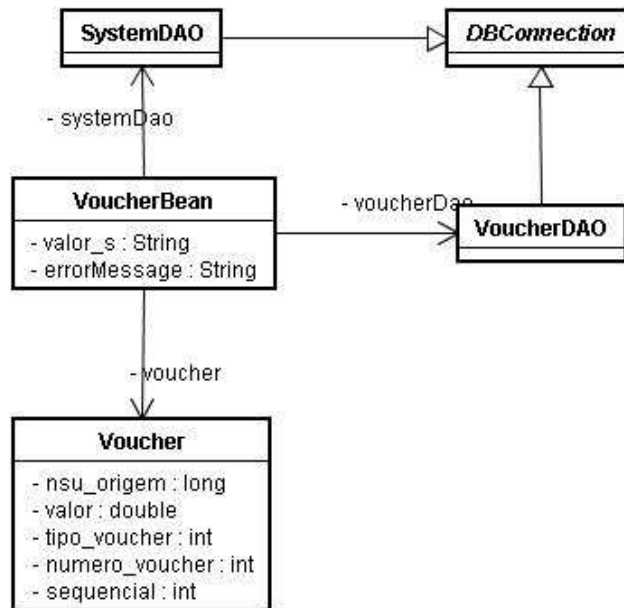 SystemDAO
DBConnection
- systemDao
VoucherBean
- valor_s : String
- errorMessage : String
- voucherDao
VoucherDAO
- voucher
Voucher
- nsu_origem : long
- valor : double
- tipo_voucher : int
- numero_voucher : int
- sequencial : int